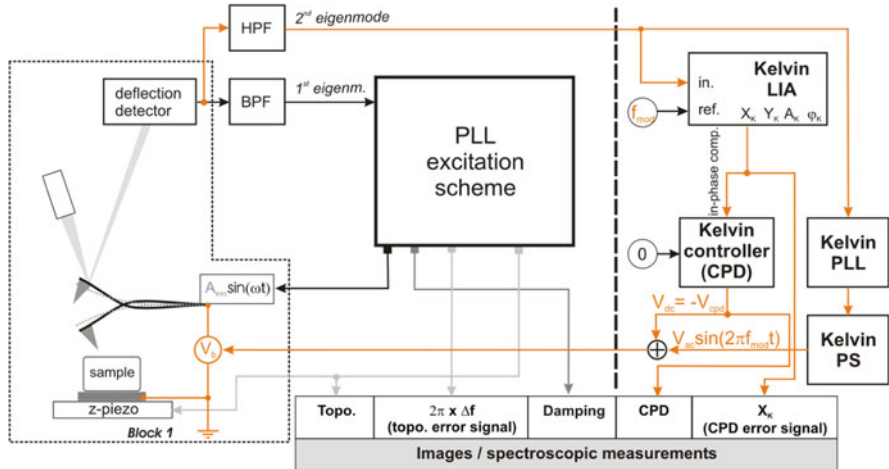 HPF
2nd eigenmode
deflection
detector
BPF
1st eigenm.
PLL
excitation
scheme
Kelvin
LIA
in.
ref.
fmod
XK YK AK φK
in-phase comp.
0
Kelvin
controller
(CPD)
Kelvin
PLL
Aexc sin(ωt)
Vdc= -Vcpd
Vb
Vac sin(2πfmod t)
Kelvin
PS
sample
z-piezo
Block 1
Topo.
2π x Δf
(topo. error signal)
Damping
CPD
XK
(CPD error signal)
Images / spectroscopic measurements